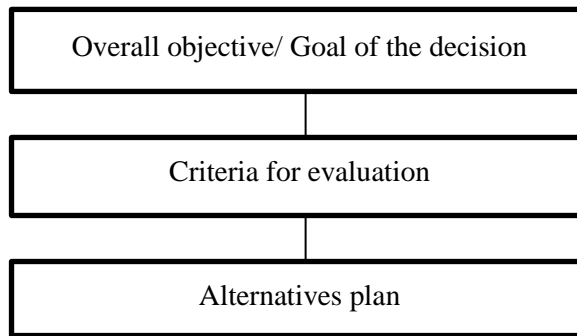 Overall objective/ Goal of the decision
Criteria for evaluation
Alternatives plan